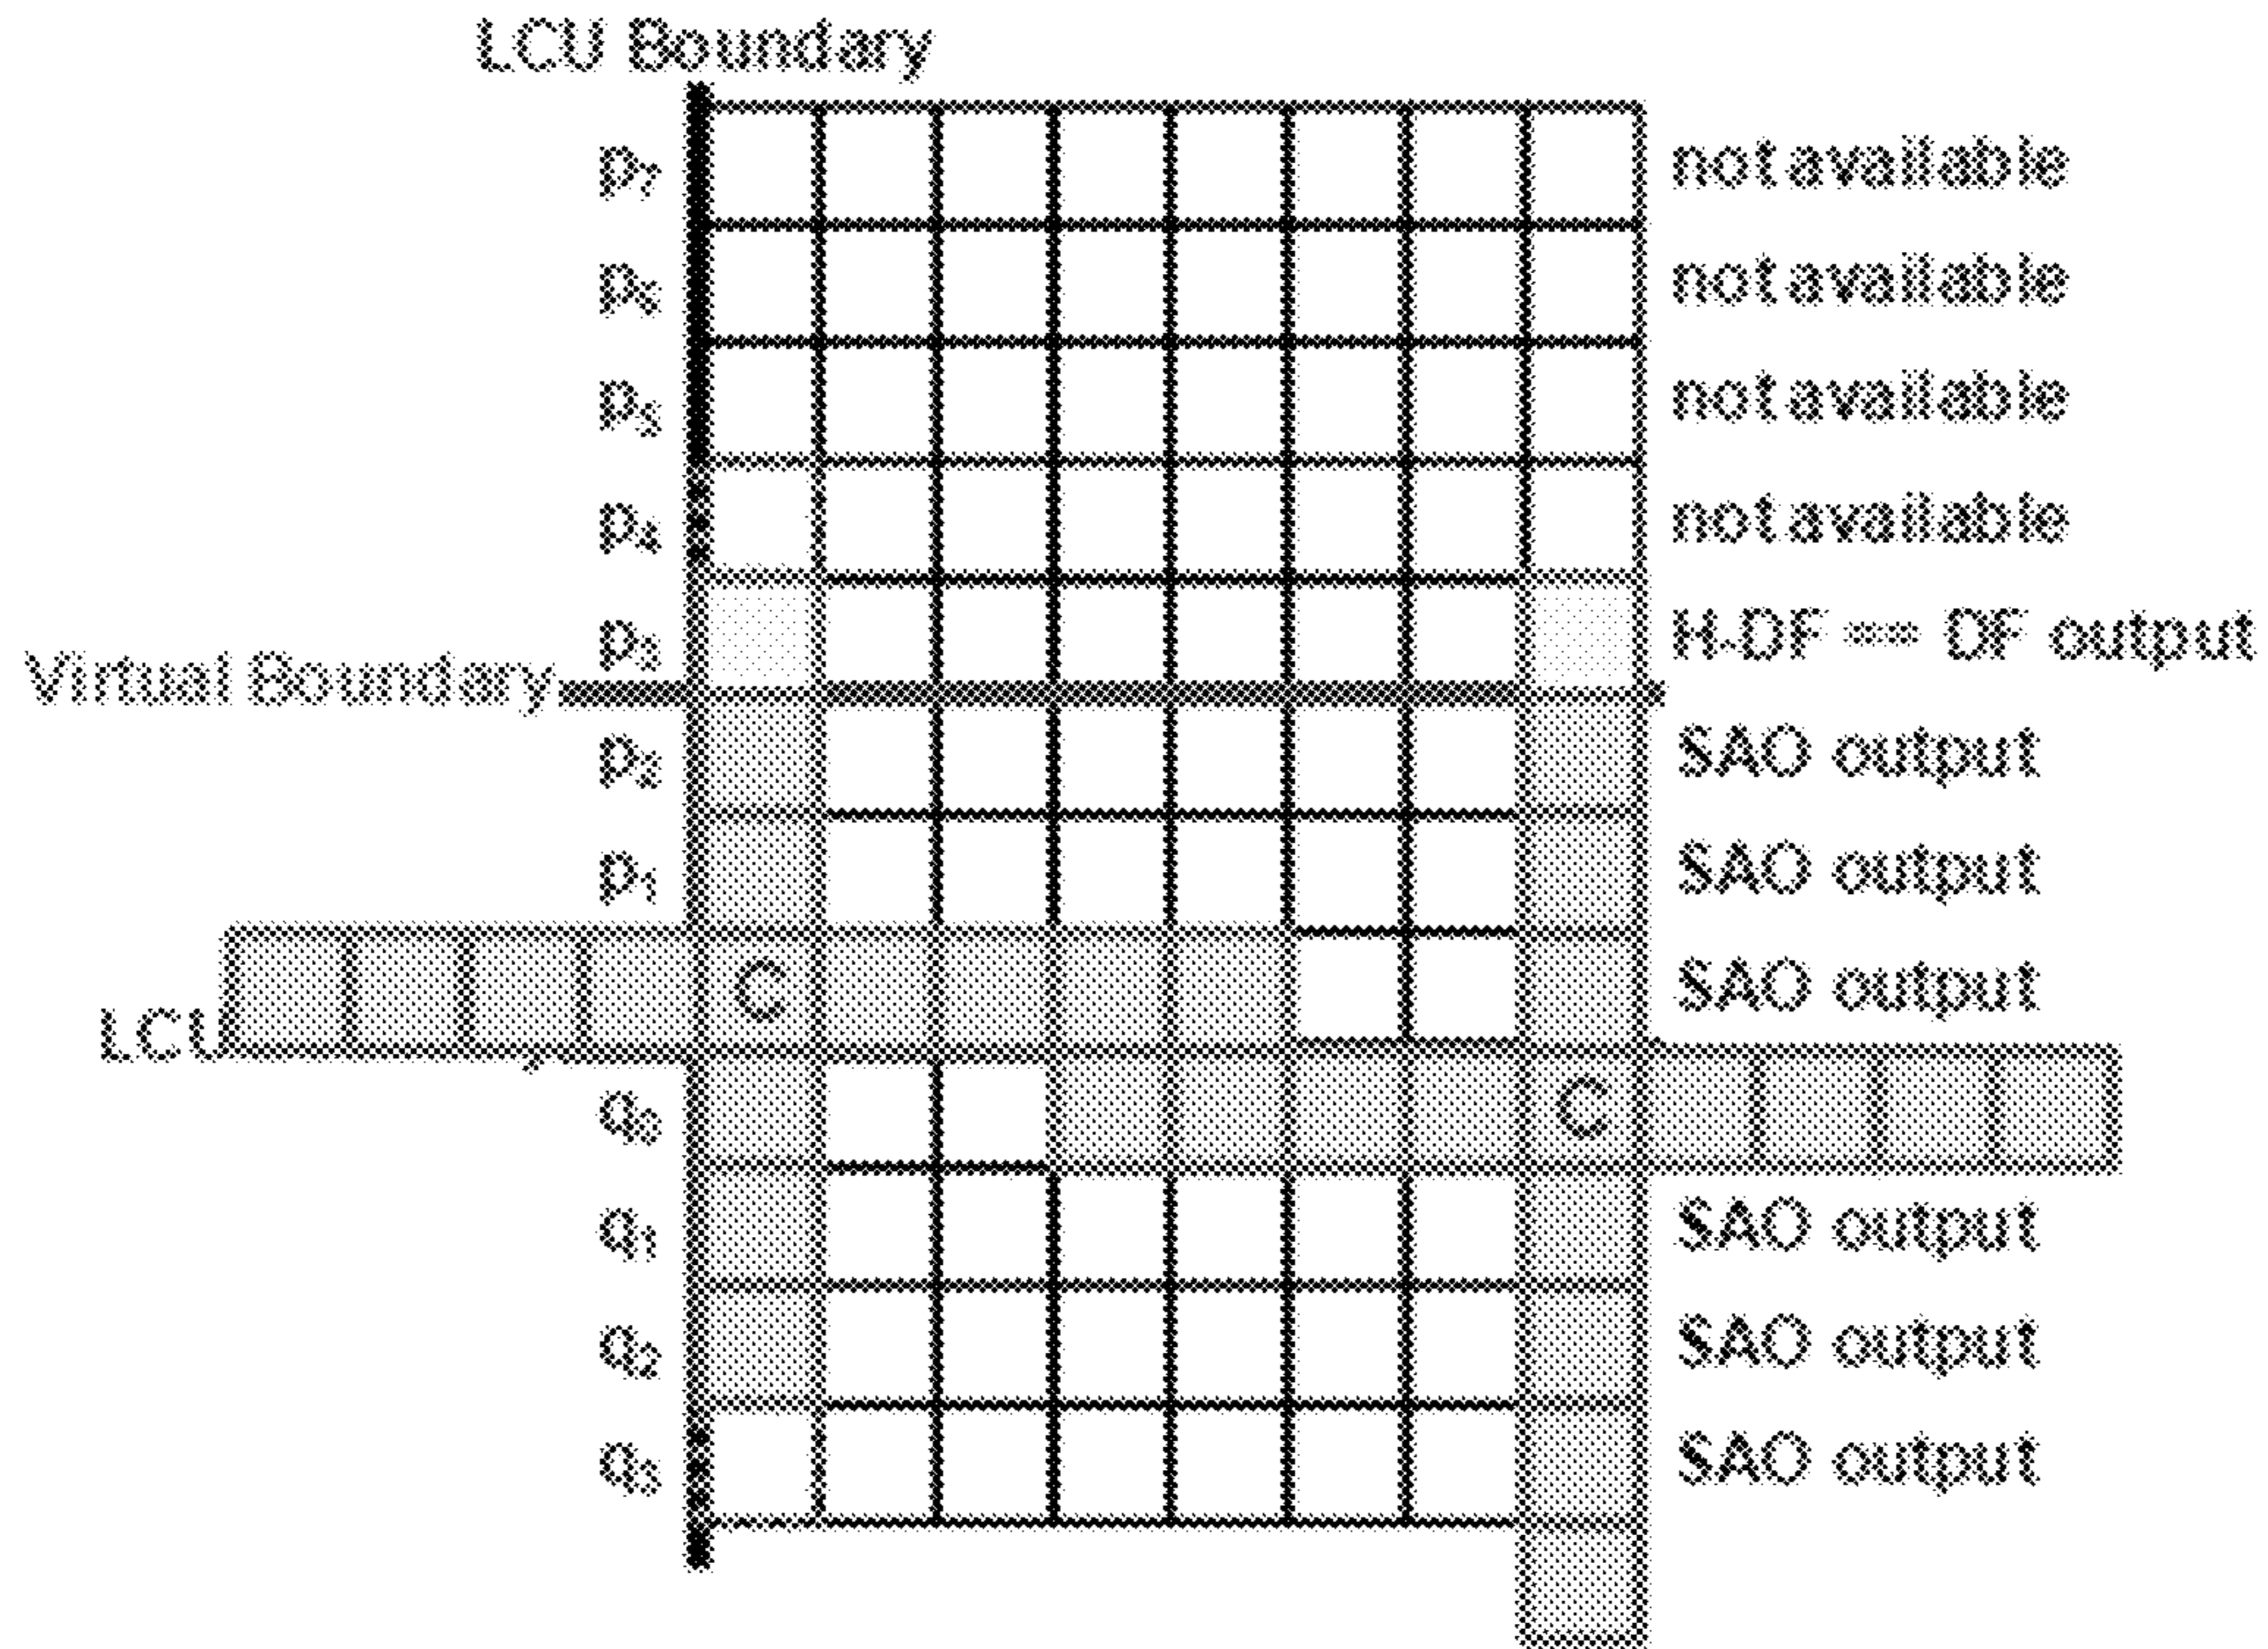 LCU Boundary
p7 not available
p6 not available
p5 not available
p4 not available
p3 H-DF == DF output
Virtual Boundary
p2 SAO output
p1 SAO output
C SAO output
LCU
q0 C
q1 SAO output
q2 SAO output
q3 SAO output